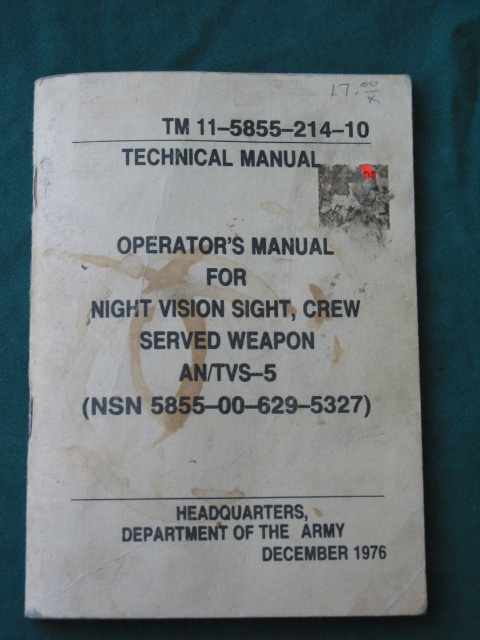 17.00
x
TM 11-5855-214-10
TECHNICAL MANUAL
OPERATOR'S MANUAL
FOR
NIGHT VISION SIGHT, CREW
SERVED WEAPON
AN/TVS-5
(NSN 5855-00-629-5327)
HEADQUARTERS,
DEPARTMENT OF THE ARMY
DECEMBER 1976